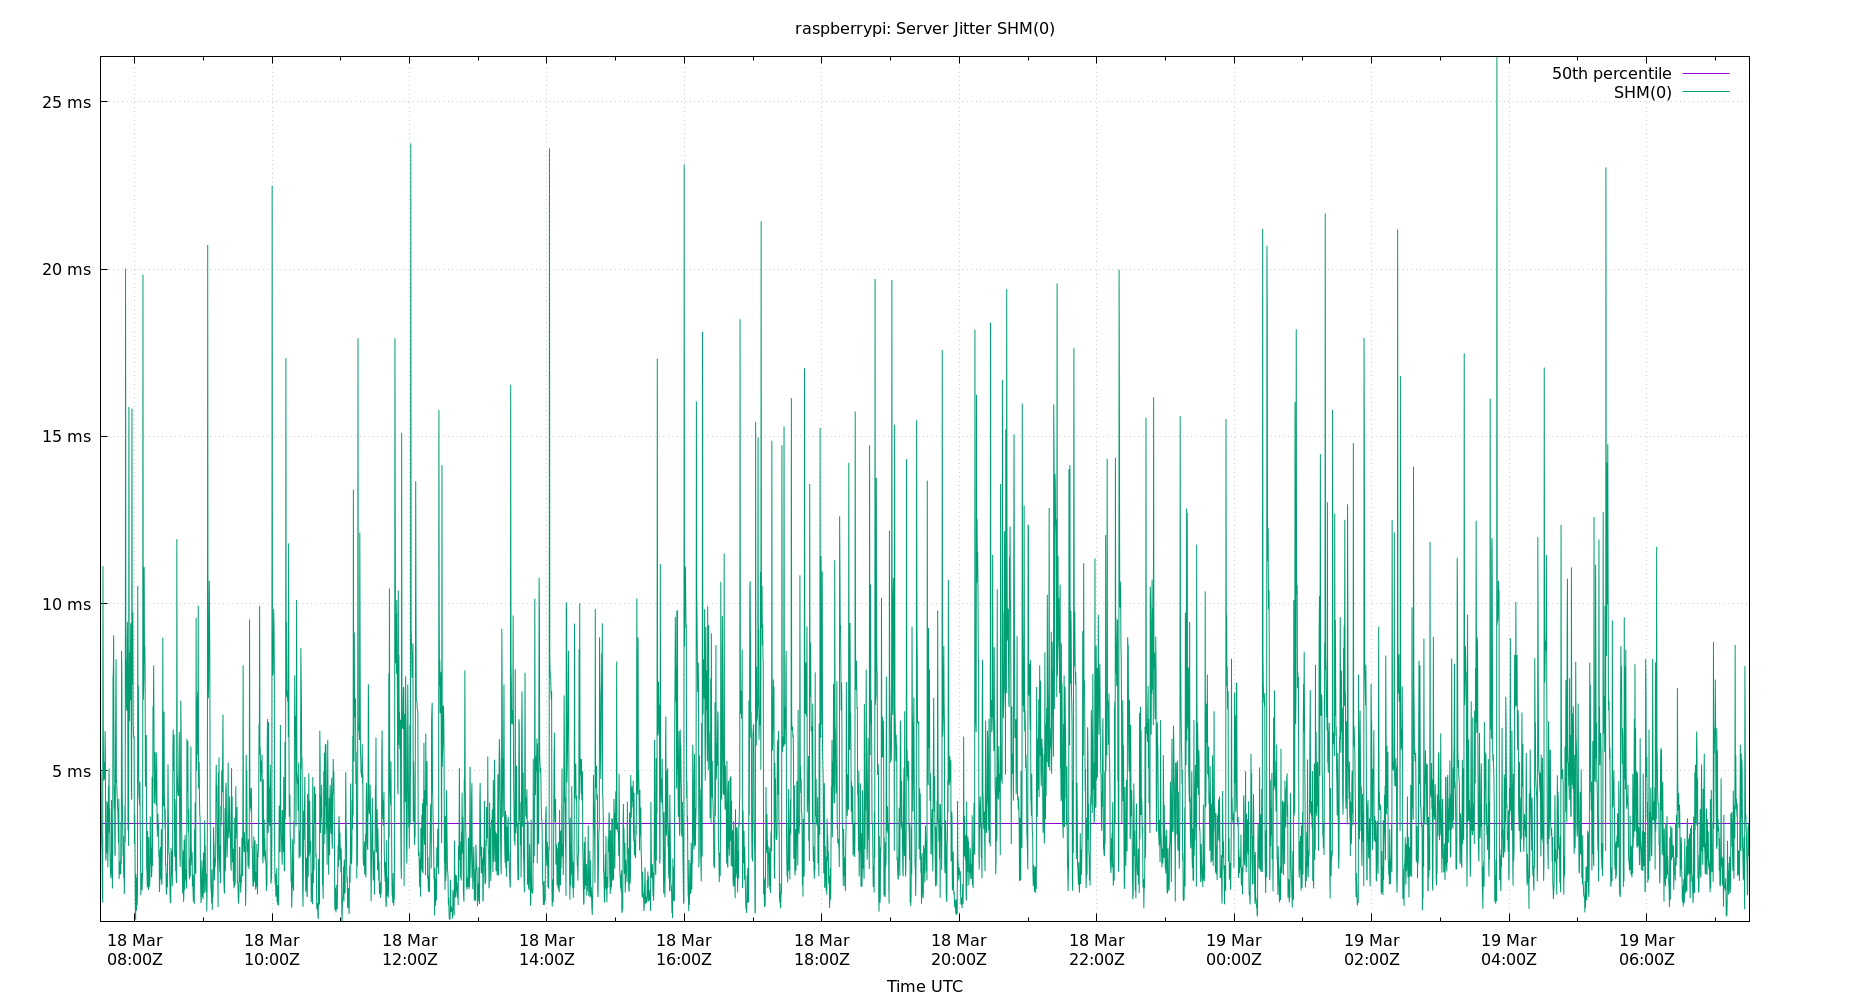 raspberrypi: Server Jitter SHM(0)
50th percentile
SHM(0)
25 ms
20 ms
15 ms
10 ms
5 ms
18 Mar 18 Mar 18 Mar 18 Mar 18 Mar 18 Mar 18 Mar 18 Mar 19 Mar 19 Mar 19 Mar 19 Mar
08:00Z 10:00Z 12:00Z 14:00Z 16:00Z 18:00Z 20:00Z 22:00Z 00:00Z 02:00Z 04:00Z 06:00Z
Time UTC